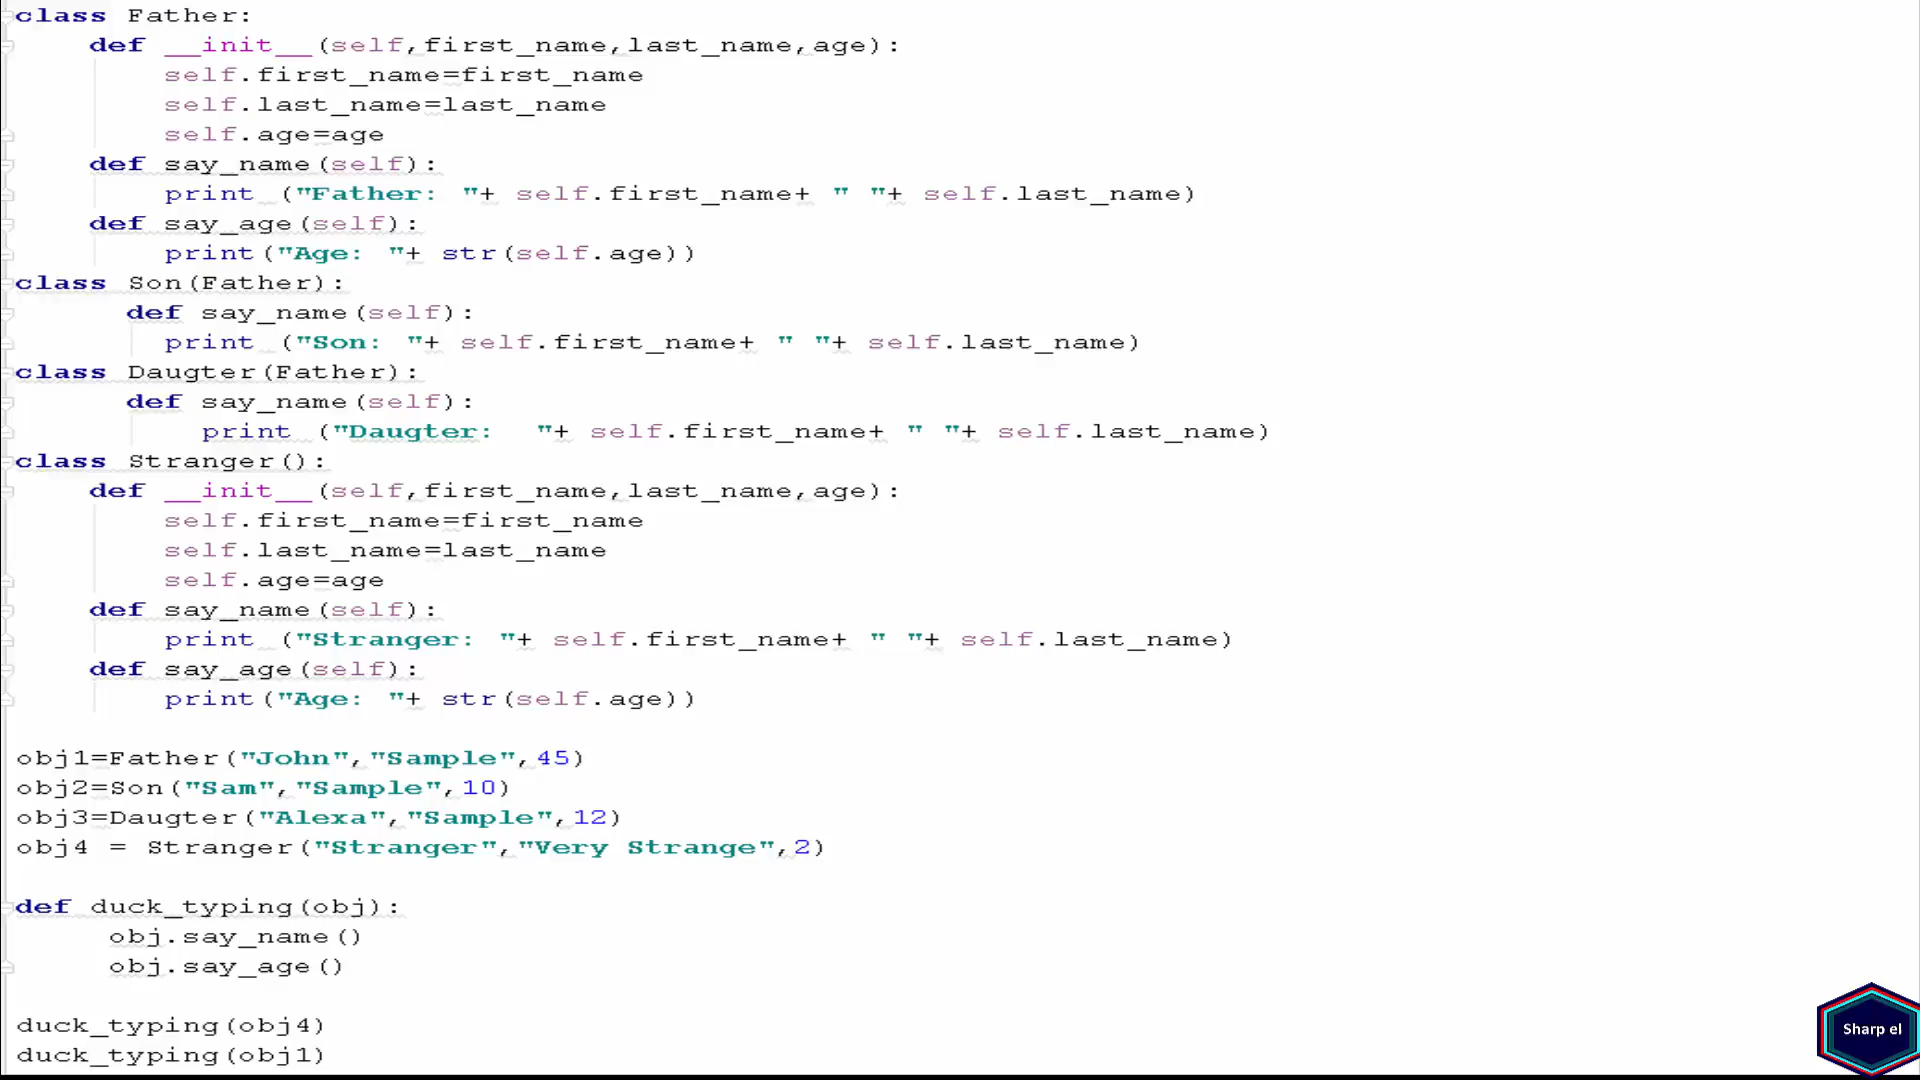 class Father:
    def __init__(self,first_name,last_name,age):
        self.first_name=first_name
        self.last_name=last_name
        self.age=age
    def say_name(self):
        print ("Father: "+ self.first_name+ " "+ self.last_name)
    def say_age(self):
        print("Age: "+ str(self.age))
class Son(Father):
      def say_name(self):
        print ("Son: "+ self.first_name+ " "+ self.last_name)
class Daugter(Father):
      def say_name(self):
          print ("Daugter:  "+ self.first_name+ " "+ self.last_name)
class Stranger():
    def __init__(self,first_name,last_name,age):
        self.first_name=first_name
        self.last_name=last_name
        self.age=age
    def say_name(self):
        print ("Stranger: "+ self.first_name+ " "+ self.last_name)
    def say_age(self):
        print("Age: "+ str(self.age))
obj1=Father("John","Sample",45)
obj2=Son("Sam","Sample",10)
obj3=Daugter("Alexa","Sample",12)
obj4 = Stranger("Stranger","Very Strange",2)
def duck_typing(obj):
     obj.say_name()
     obj.say_age()
duck_typing(obj4)
duck_typing(obj1)
Sharp el